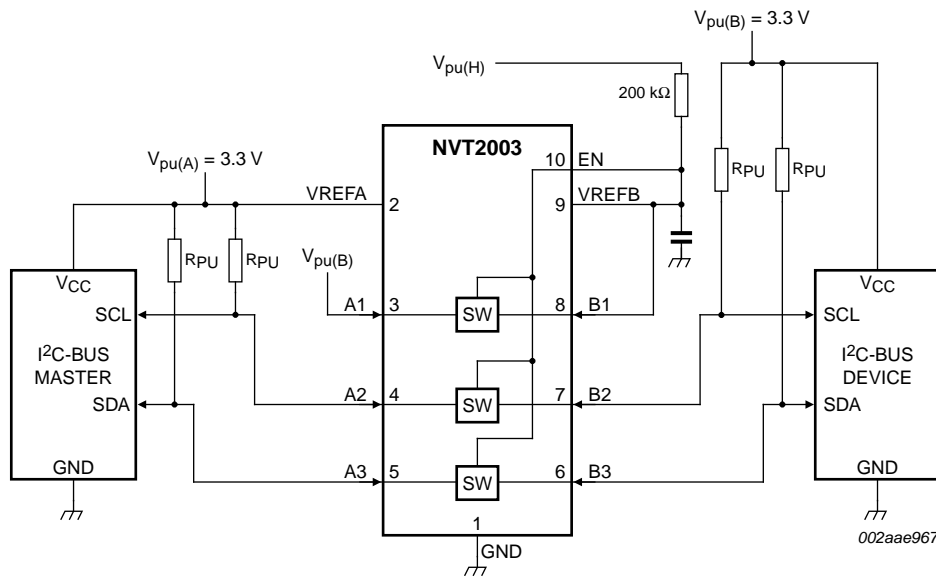 Vpu(B) = 3.3 V
Vpu(H)
200 kΩ
NVT2003
10 EN
RPU
RPU
Vpu(A) = 3.3 V
VREFA
2
9
VREFB
RPU
RPU
Vpu(B)
VCC
SCL
I2C-BUS
MASTER
SDA
GND
A1
3
SW
8
B1
A2
4
SW
7
B2
A3
5
SW
6
B3
1
GND
VCC
SCL
I2C-BUS
DEVICE
SDA
GND
002aae967